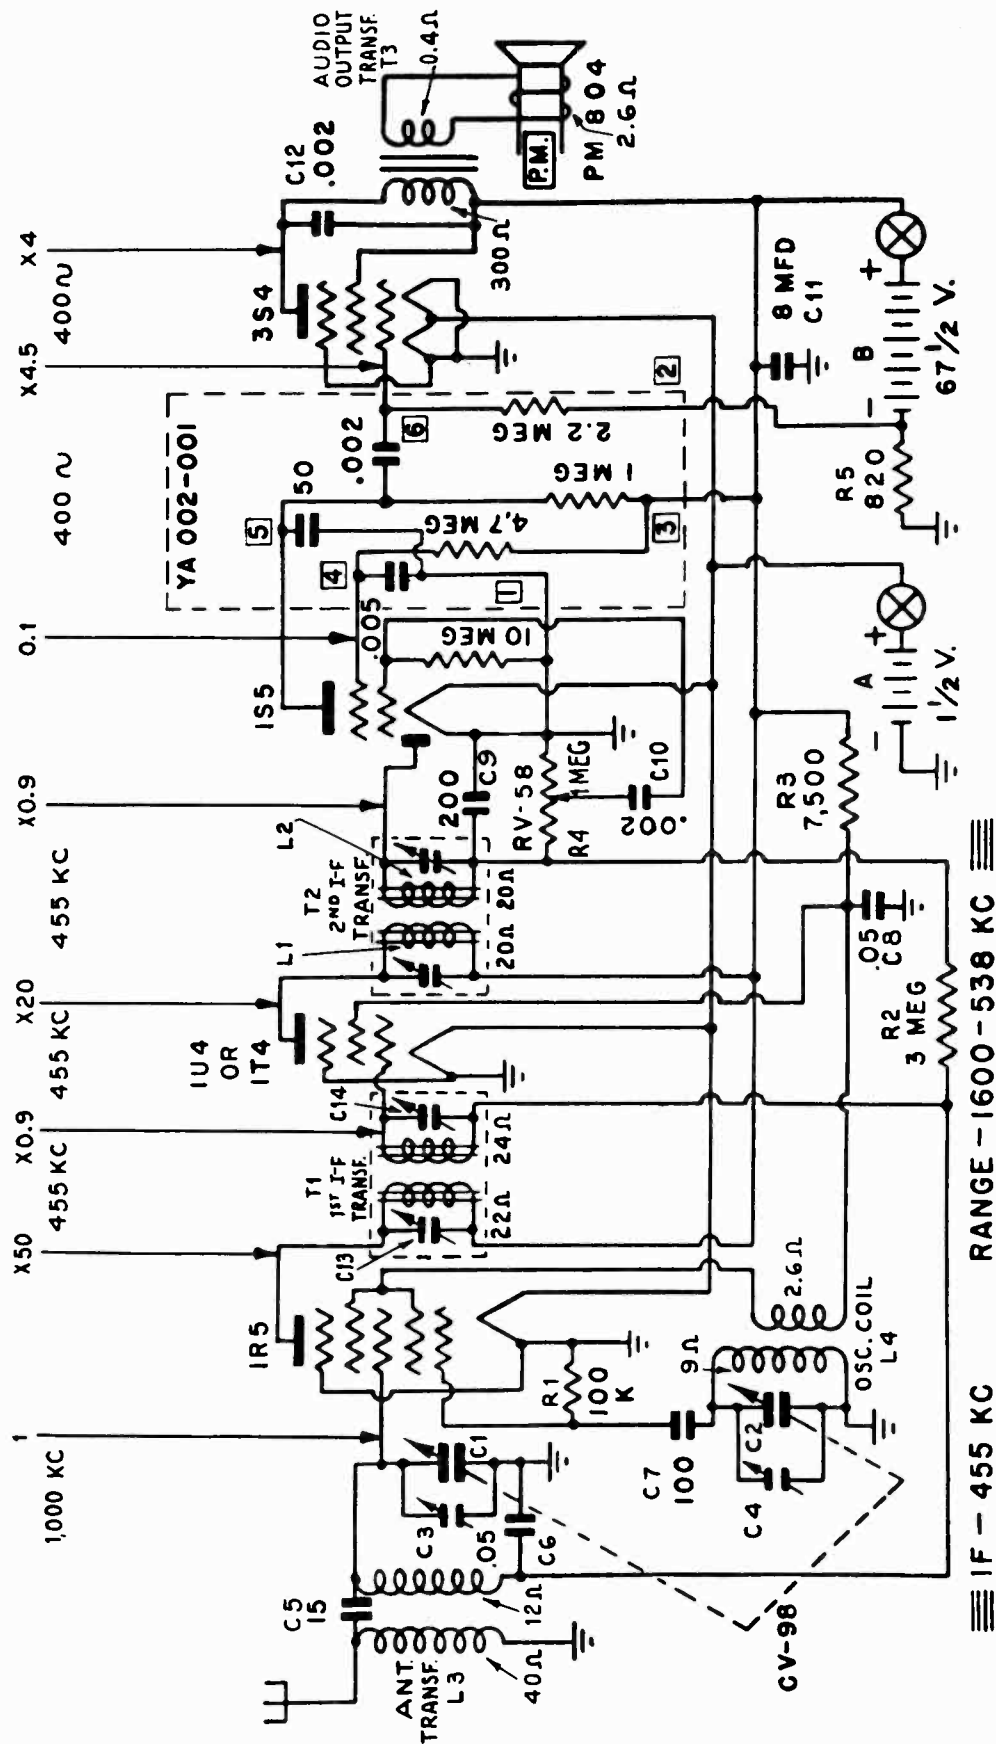 1,000 KC
1
X50
455 KC
X0.9
455 KC
X20
455 KC
X0.9
0.1
400 ~
X4.5
400 ~
X4
1R5
1U4
OR
1T4
1S5
YA 002-001
3S4
C12
.002
AUDIO
OUTPUT
TRANSF.
T3
0.4Ω
C5
15
ANT.
TRANSF.
L3
40Ω
12Ω
C3
C1
.05
C6
C13
T1
1ST I-F
TRANSF.
22Ω
24Ω
C14
L1
T2
2ND I-F
TRANSF.
L2
20Ω
20Ω
200
C9
RV-58
1 MEG
R4
.002
C10
10 MEG
.005
4
5
50
4.7 MEG
1
1 MEG
3
.002
6
2.2 MEG
2
300Ω
P.M.
PM 804
2.6Ω
R1
100
K
C7
100
9Ω
2.6Ω
OSC. COIL
L4
C2
C4
CV-98
R2
3 MEG
.05
C8
R3
7,500
A
-
+
1 1/2 V.
R5
820
B
-
+
67 1/2 V.
8 MFD
C11
IF - 455 KC
RANGE - 1600-538 KC